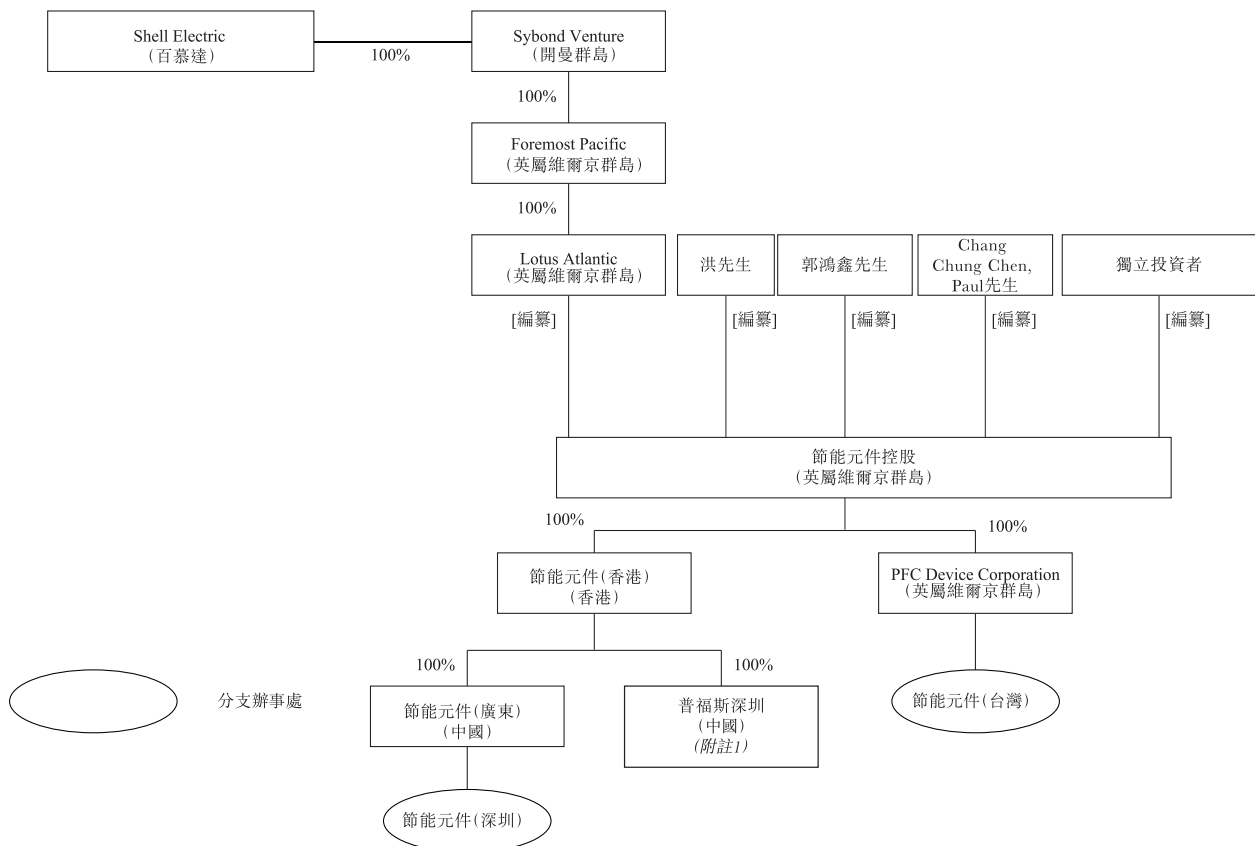 Shell Electric
(百慕達)
100%
Sybond Venture
(開曼群島)
100%
Foremost Pacific
(英屬維爾京群島)
100%
Lotus Atlantic
(英屬維爾京群島)
洪先生
郭鴻鑫先生
Chang
Chung Chen,
Paul先生
獨立投資者
[編纂]
[編纂]
[編纂]
[編纂]
[編纂]
節能元件控股
(英屬維爾京群島)
100%
100%
節能元件(香港)
(香港)
PFC Device Corporation
(英屬維爾京群島)
100%
100%
分支辦事處
節能元件(廣東)
(中國)
普福斯深圳
(中國)
(附註1)
節能元件(台灣)
節能元件(深圳)